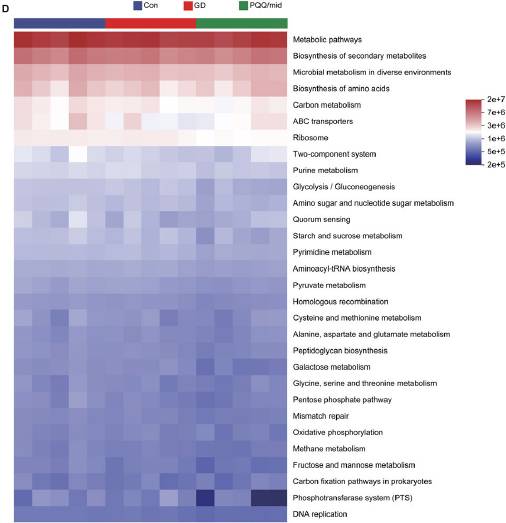 D
Con GD PQQ/mid
Metabolic pathways
Biosynthesis of secondary metabolites
Microbial metabolism in diverse environments
Biosynthesis of amino acids
Carbon metabolism
ABC transporters
Ribosome
Two-component system
Purine metabolism
Glycolysis / Gluconeogenesis
Amino sugar and nucleotide sugar metabolism
Quorum sensing
Starch and sucrose metabolism
Pyrimidine metabolism
Aminoacyl-tRNA biosynthesis
Pyruvate metabolism
Homologous recombination
Cysteine and methionine metabolism
Alanine, aspartate and glutamate metabolism
Peptidoglycan biosynthesis
Galactose metabolism
Glycine, serine and threonine metabolism
Pentose phosphate pathway
Mismatch repair
Oxidative phosphorylation
Methane metabolism
Fructose and mannose metabolism
Carbon fixation pathways in prokaryotes
Phosphotransferase system (PTS)
DNA replication
2e+7
7e+6
3e+6
1e+6
5e+5
2e+5